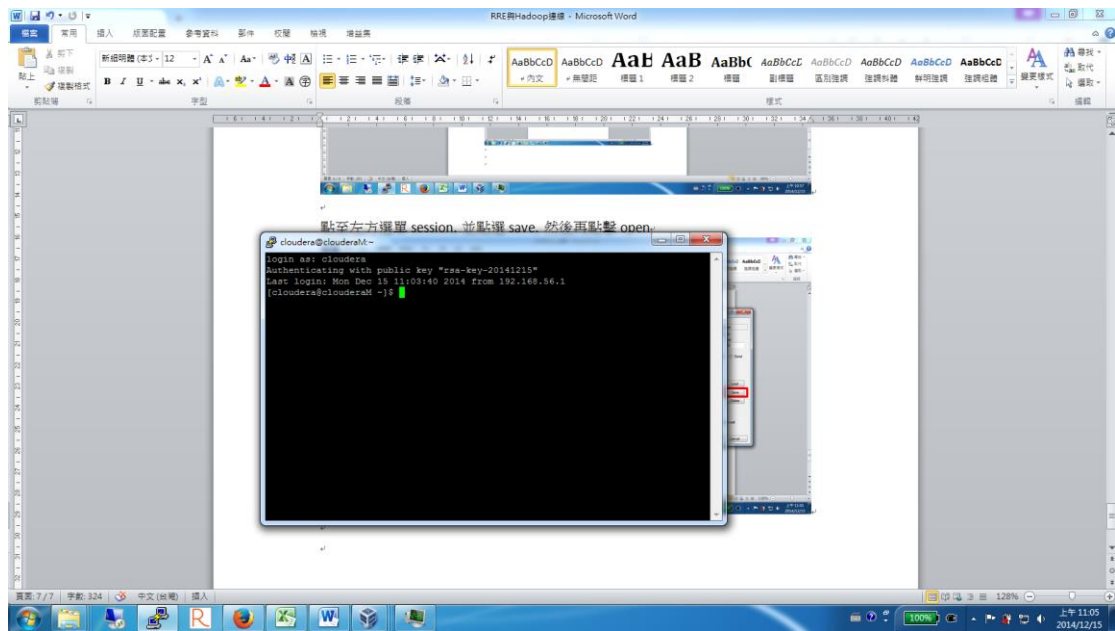 RRE與Hadoop連線 - Microsoft Word
檔案 常用 插入 版面配置 參考資料 郵件 校閱 檢視 增益集
貼上 剪下 複製 複製格式
新細明體 (本文 12
AaBbCcD AaBbCcD AaB AaBbC AaBbCcD AaBbCcD AaBbCcD AaBbCcD AaBbCcD
內文 無間距 標題 1 標題 2 標題 副標題 區別強調 強調斜體 鮮明強調 強調粗體
變更樣式 尋找 取代 選取
剪貼簿 字型 段落 樣式 編輯
點至左方選單 session, 並點選 save, 然後再點擊 open
cloudera@clouderaM:~
login as: cloudera
Authenticating with public key "rsa-key-20141215"
Last login: Mon Dec 15 11:03:40 2014 from 192.168.56.1
[cloudera@clouderaM ~]$
頁面: 7/7 字數: 324 中文 (台灣) 插入 128%
100% 上午 11:05
2014/12/15